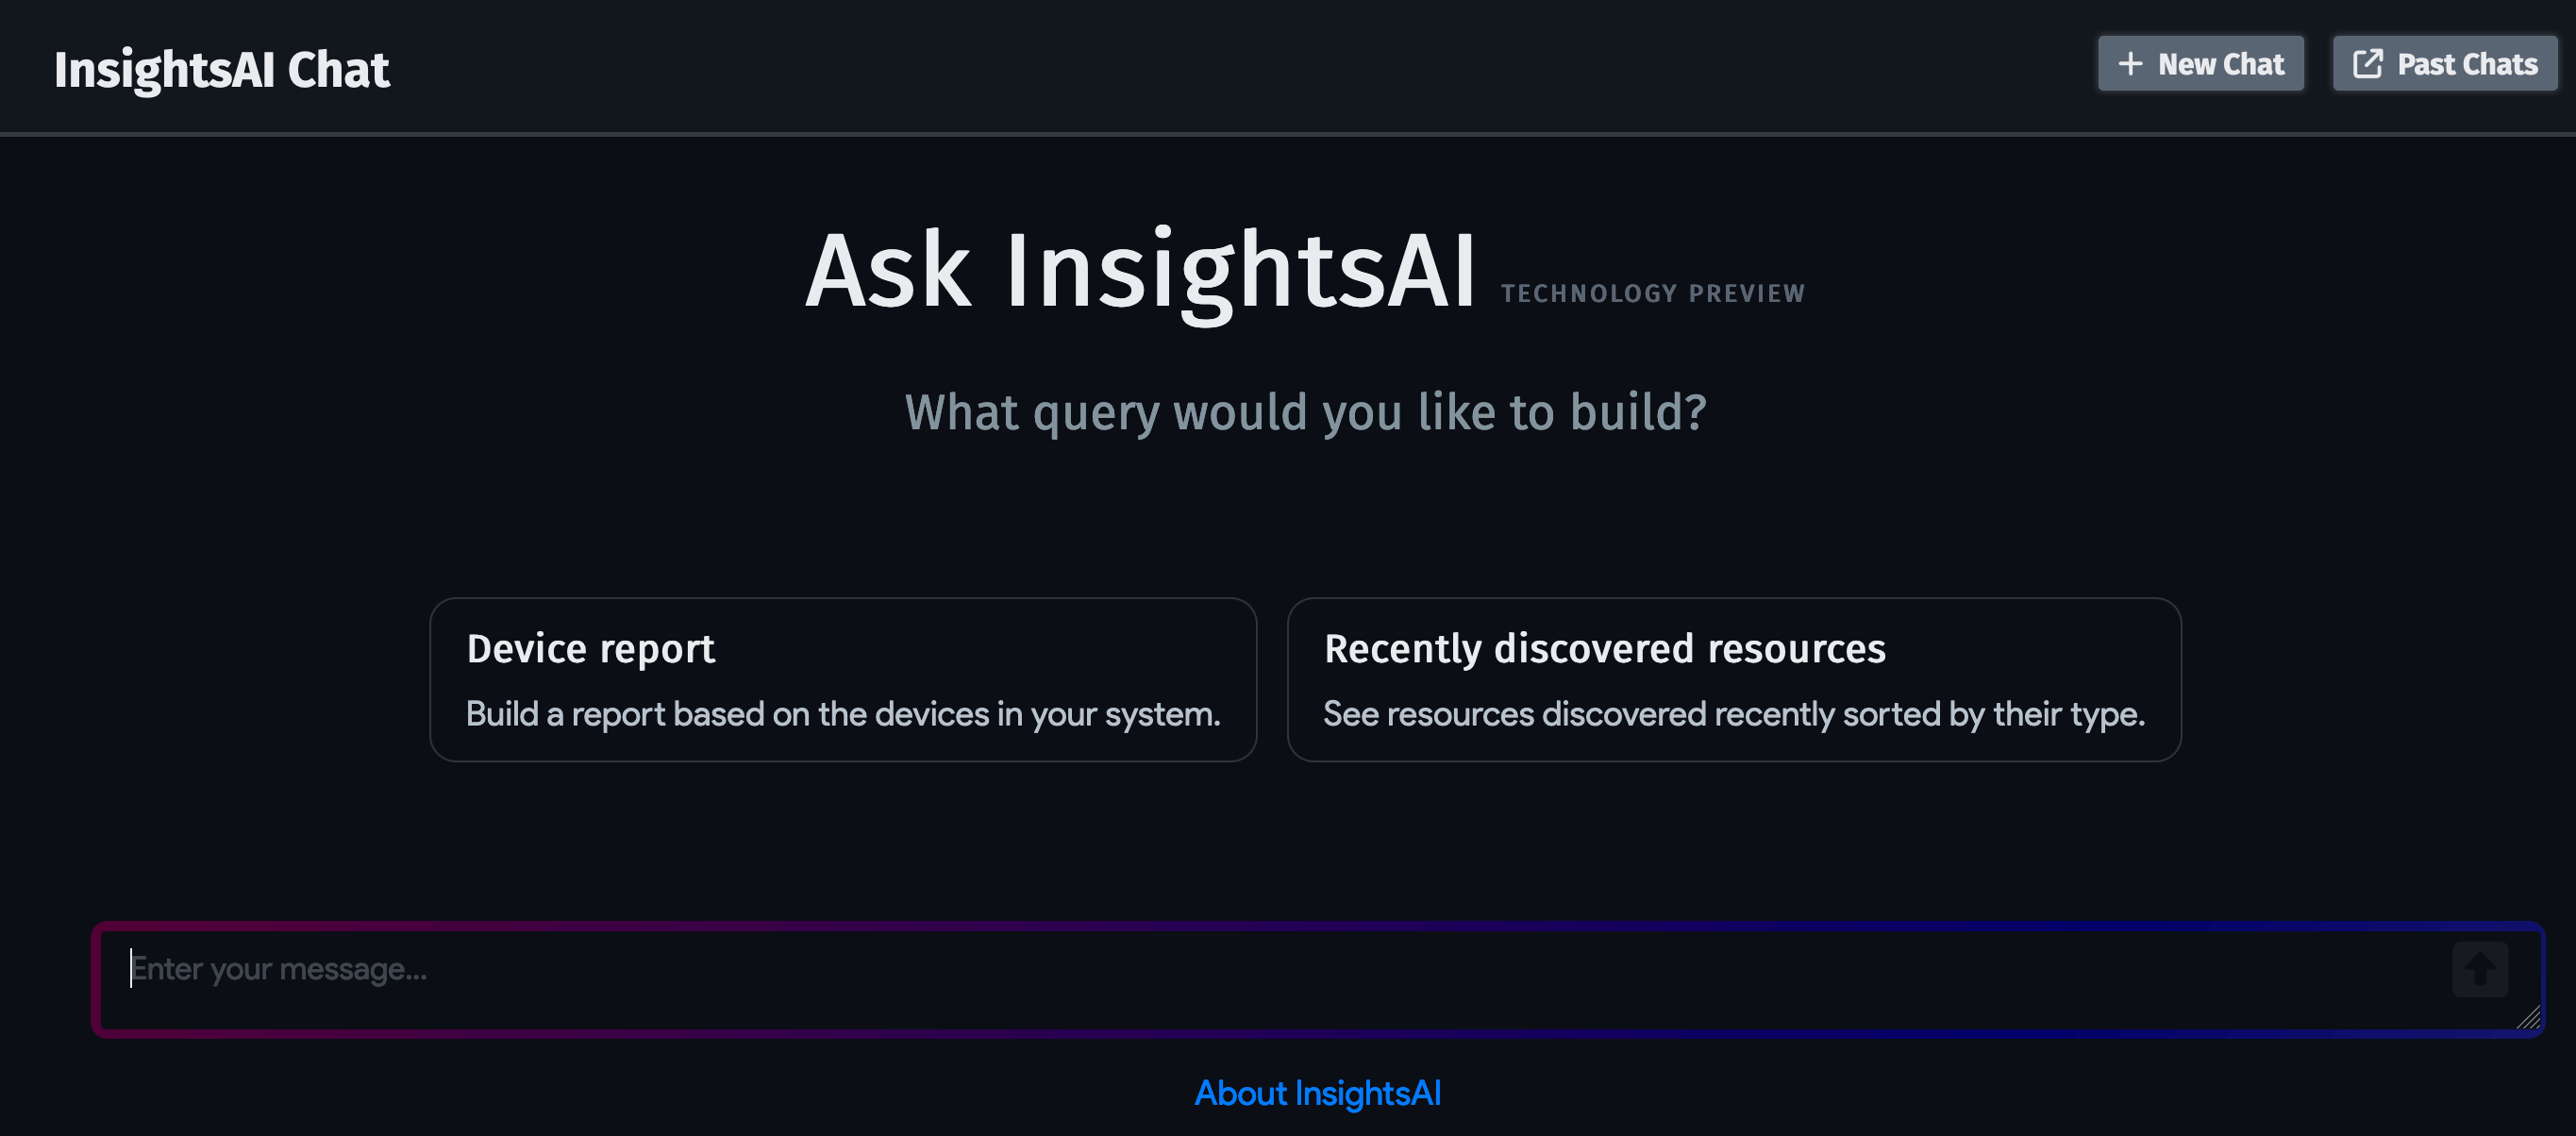 InsightsAI Chat
New Chat
Past Chats
Ask InsightsAI TECHNOLOGY PREVIEW
What query would you like to build?
Device report
Build a report based on the devices in your system.
Recently discovered resources
See resources discovered recently sorted by their type.
Enter your message...
About InsightsAI